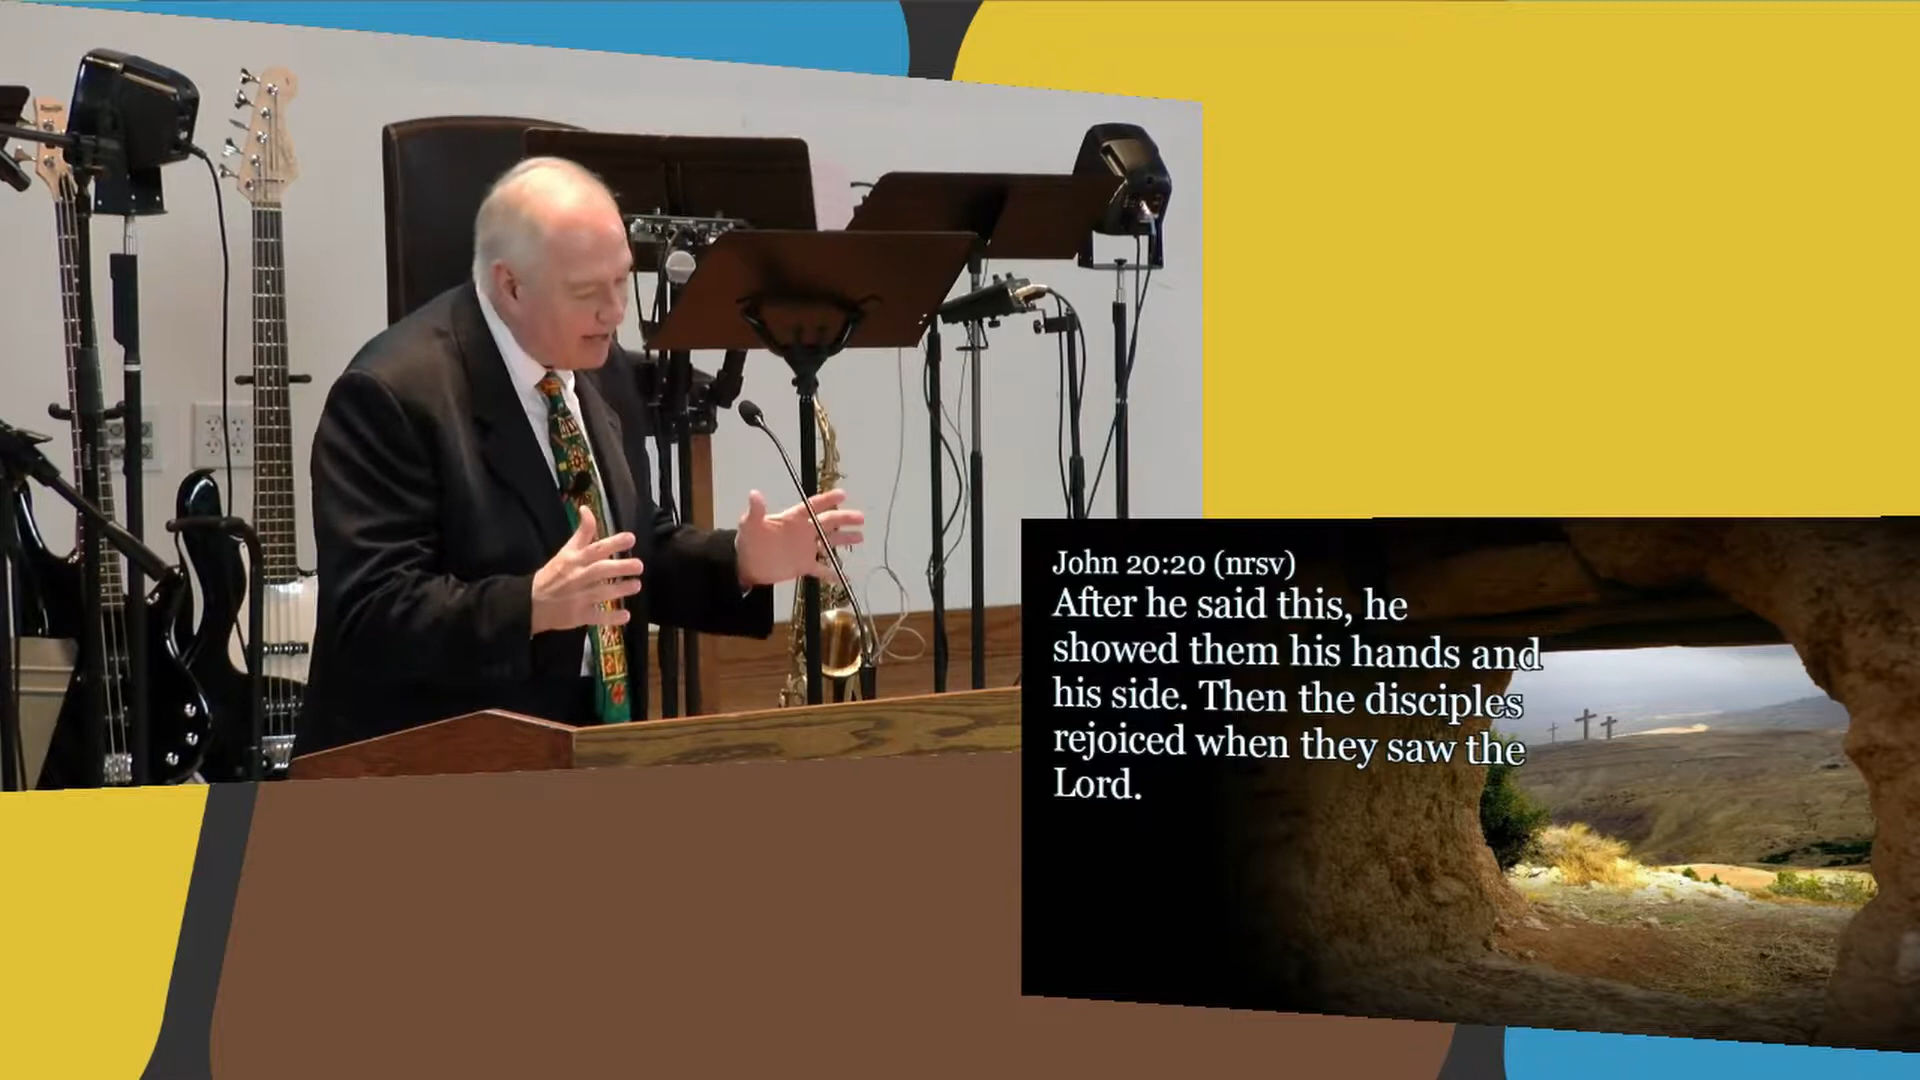 John 20:20 (nrsv)
After he said this, he
showed them his hands and
his side. Then the disciples
rejoiced when they saw the
Lord.